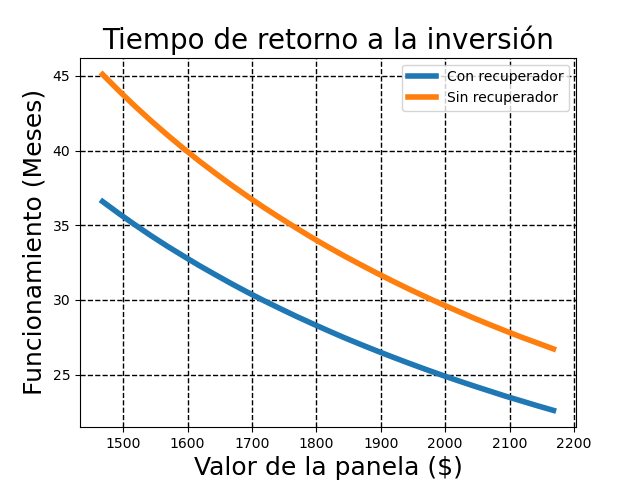 Tiempo de retorno a la inversión
Con recuperador
Sin recuperador
Funcionamiento (Meses)
45
40
35
30
25
1500 1600 1700 1800 1900 2000 2100 2200
Valor de la panela ($)